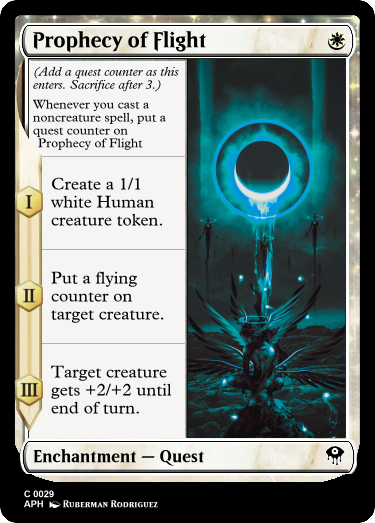 Prophecy of Flight
(Add a quest counter as this
enters. Sacrifice after 3.)
Whenever you cast a
noncreature spell, put a
quest counter on
Prophecy of Flight
I
Create a 1/1
white Human
creature token.
II
Put a flying
counter on
target creature.
III
Target creature
gets +2/+2 until
end of turn.
Enchantment — Quest
C 0029
APH Ruberman Rodriguez